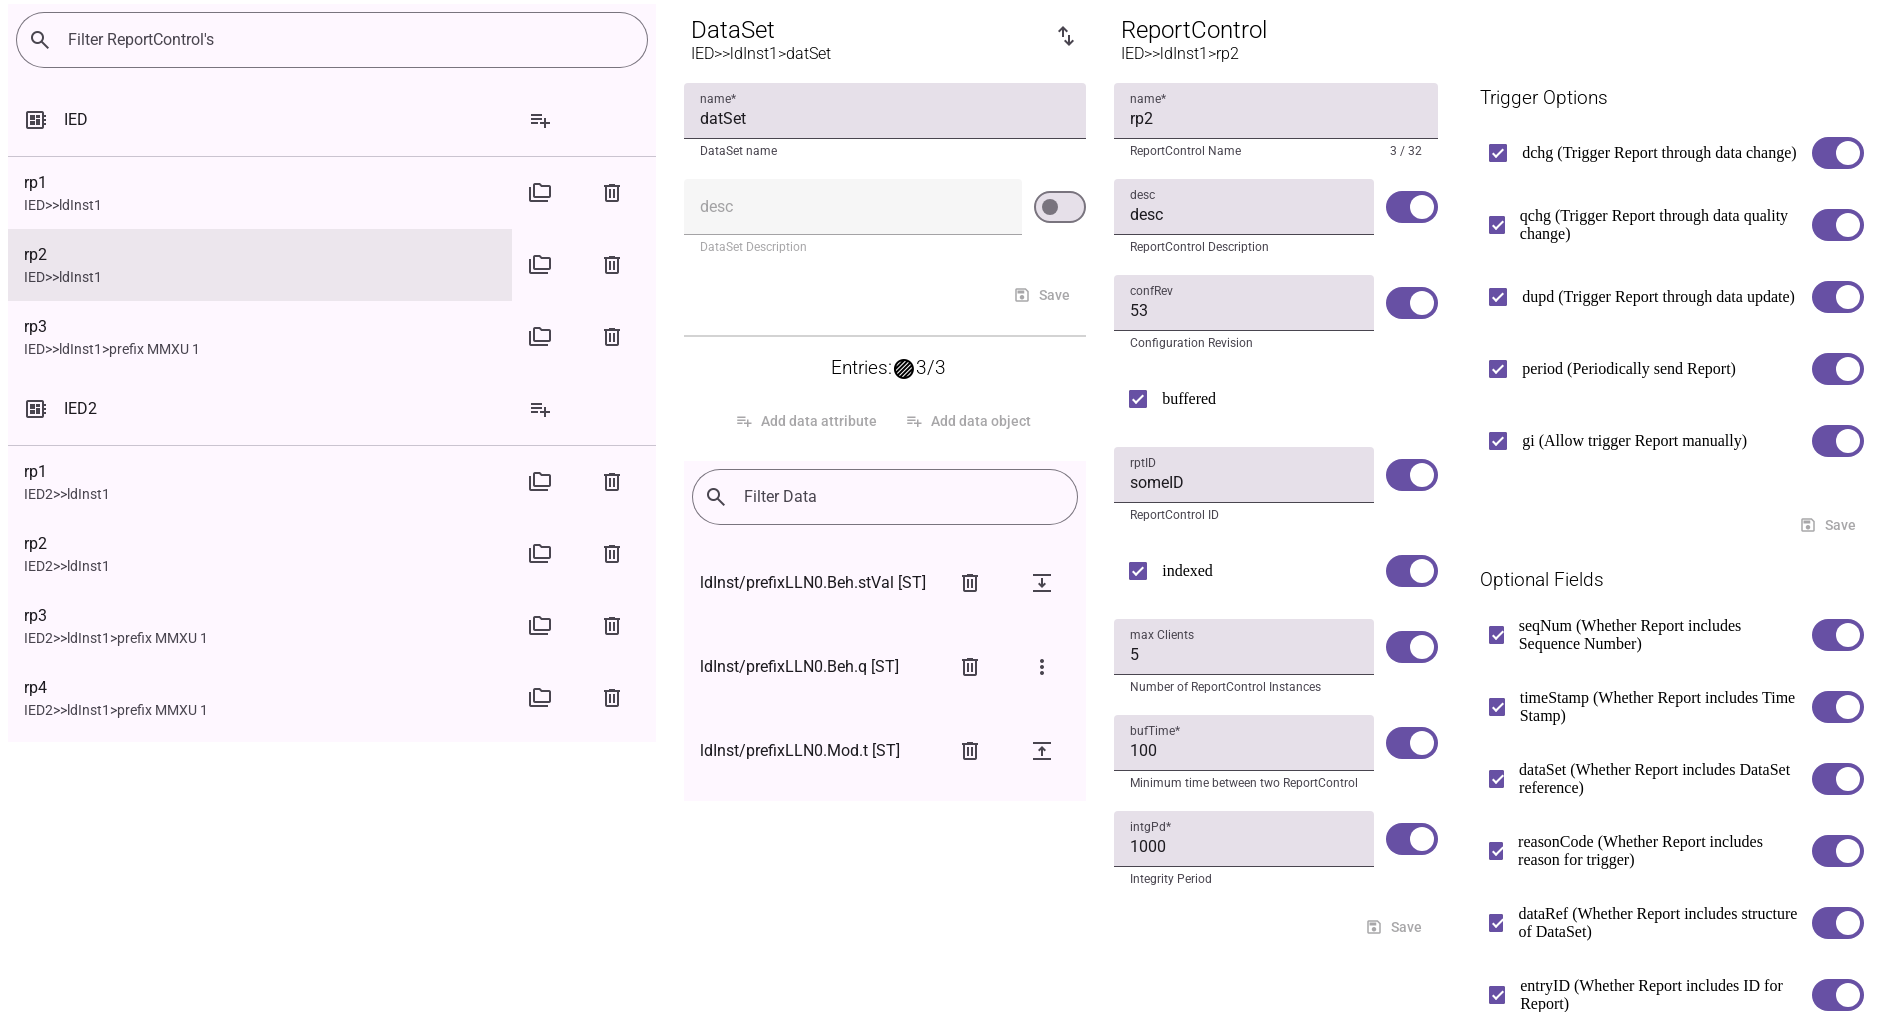 Filter ReportControl's
IED
rp1
IED>>ldInst1
rp2
IED>>ldInst1
rp3
IED>>ldInst1>prefix MMXU 1
IED2
rp1
IED2>>ldInst1
rp2
IED2>>ldInst1
rp3
IED2>>ldInst1>prefix MMXU 1
rp4
IED2>>ldInst1>prefix MMXU 1
DataSet
IED>>ldInst1>datSet
name*
datSet
DataSet name
desc
DataSet Description
Save
Entries: 3/3
Add data attribute
Add data object
Filter Data
ldInst/prefixLLN0.Beh.stVal [ST]
ldInst/prefixLLN0.Beh.q [ST]
ldInst/prefixLLN0.Mod.t [ST]
ReportControl
IED>>ldInst1>rp2
name*
rp2
ReportControl Name 3 / 32
desc
desc
ReportControl Description
confRev
53
Configuration Revision
buffered
rptID
someID
ReportControl ID
indexed
max Clients
5
Number of ReportControl Instances
bufTime*
100
Minimum time between two ReportControl
intgPd*
1000
Integrity Period
Save
Trigger Options
dchg (Trigger Report through data change)
qchg (Trigger Report through data quality
change)
dupd (Trigger Report through data update)
period (Periodically send Report)
gi (Allow trigger Report manually)
Save
Optional Fields
seqNum (Whether Report includes
Sequence Number)
timeStamp (Whether Report includes Time
Stamp)
dataSet (Whether Report includes DataSet
reference)
reasonCode (Whether Report includes
reason for trigger)
dataRef (Whether Report includes structure
of DataSet)
entryID (Whether Report includes ID for
Report)